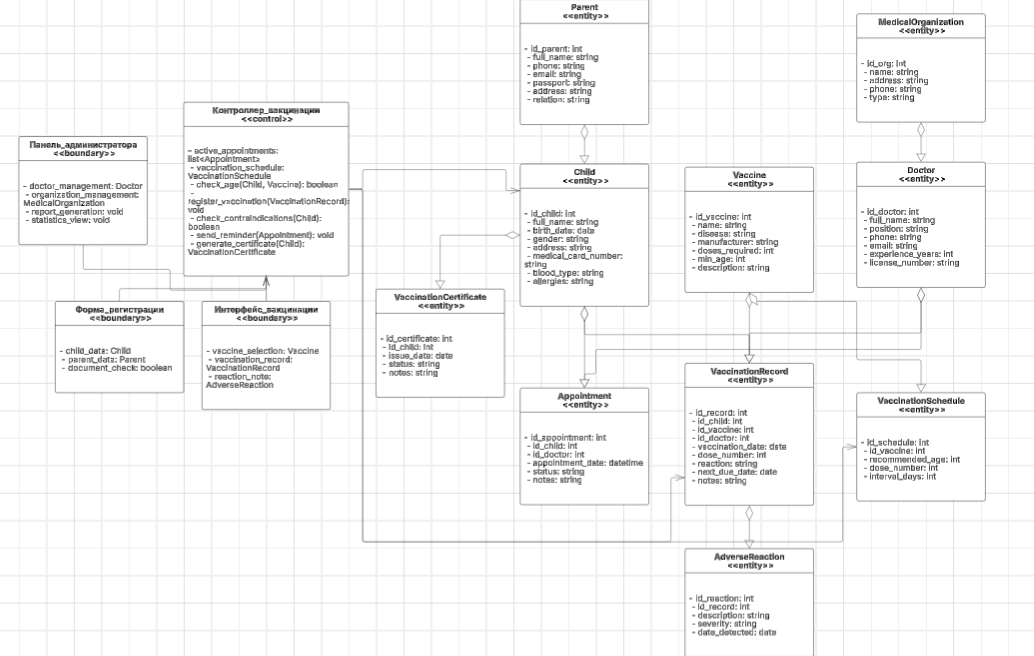 Parent
<<entity>>
- id_parent: int
- full_name: string
- phone: string
- email: string
- passport: string
- address: string
- relation: string
MedicalOrganization
<<entity>>
- id_org: int
- name: string
- address: string
- phone: string
- type: string
Контроллер_вакцинации
<<control>>
- active_appointments:
list<Appointment>
- vaccination_schedule:
VaccinationSchedule
- check_age(Child, Vaccine): boolean
-
register_vaccination(VaccinationRecord):
void
- check_contraindications(Child):
boolean
- send_reminder(Appointment): void
- generate_certificate(Child):
VaccinationCertificate
Панель_администратора
<<boundary>>
- doctor_management: Doctor
- organization_management:
MedicalOrganization
- report_generation: void
- statistics_view: void
Child
<<entity>>
- id_child: int
- full_name: string
- birth_date: date
- gender: string
- address: string
- medical_card_number:
string
- blood_type: string
- allergies: string
Vaccine
<<entity>>
- id_vaccine: int
- name: string
- disease: string
- manufacturer: string
- doses_required: int
- min_age: int
- description: string
Doctor
<<entity>>
- id_doctor: int
- full_name: string
- position: string
- phone: string
- email: string
- experience_years: int
- license_number: string
Форма_регистрации
<<boundary>>
- child_data: Child
- parent_data: Parent
- document_check: boolean
Интерфейс_вакцинации
<<boundary>>
- vaccine_selection: Vaccine
- vaccination_record:
VaccinationRecord
- reaction_note:
AdverseReaction
VaccinationCertificate
<<entity>>
- id_certificate: int
- id_child: int
- issue_date: date
- status: string
- notes: string
Appointment
<<entity>>
- id_appointment: int
- id_child: int
- id_doctor: int
- appointment_date: datetime
- status: string
- notes: string
VaccinationRecord
<<entity>>
- id_record: int
- id_child: int
- id_vaccine: int
- id_doctor: int
- vaccination_date: date
- dose_number: int
- reaction: string
- next_due_date: date
- notes: string
VaccinationSchedule
<<entity>>
- id_schedule: int
- id_vaccine: int
- recommended_age: int
- dose_number: int
- interval_days: int
AdverseReaction
<<entity>>
- id_reaction: int
- id_record: int
- description: string
- severity: string
- date_detected: date